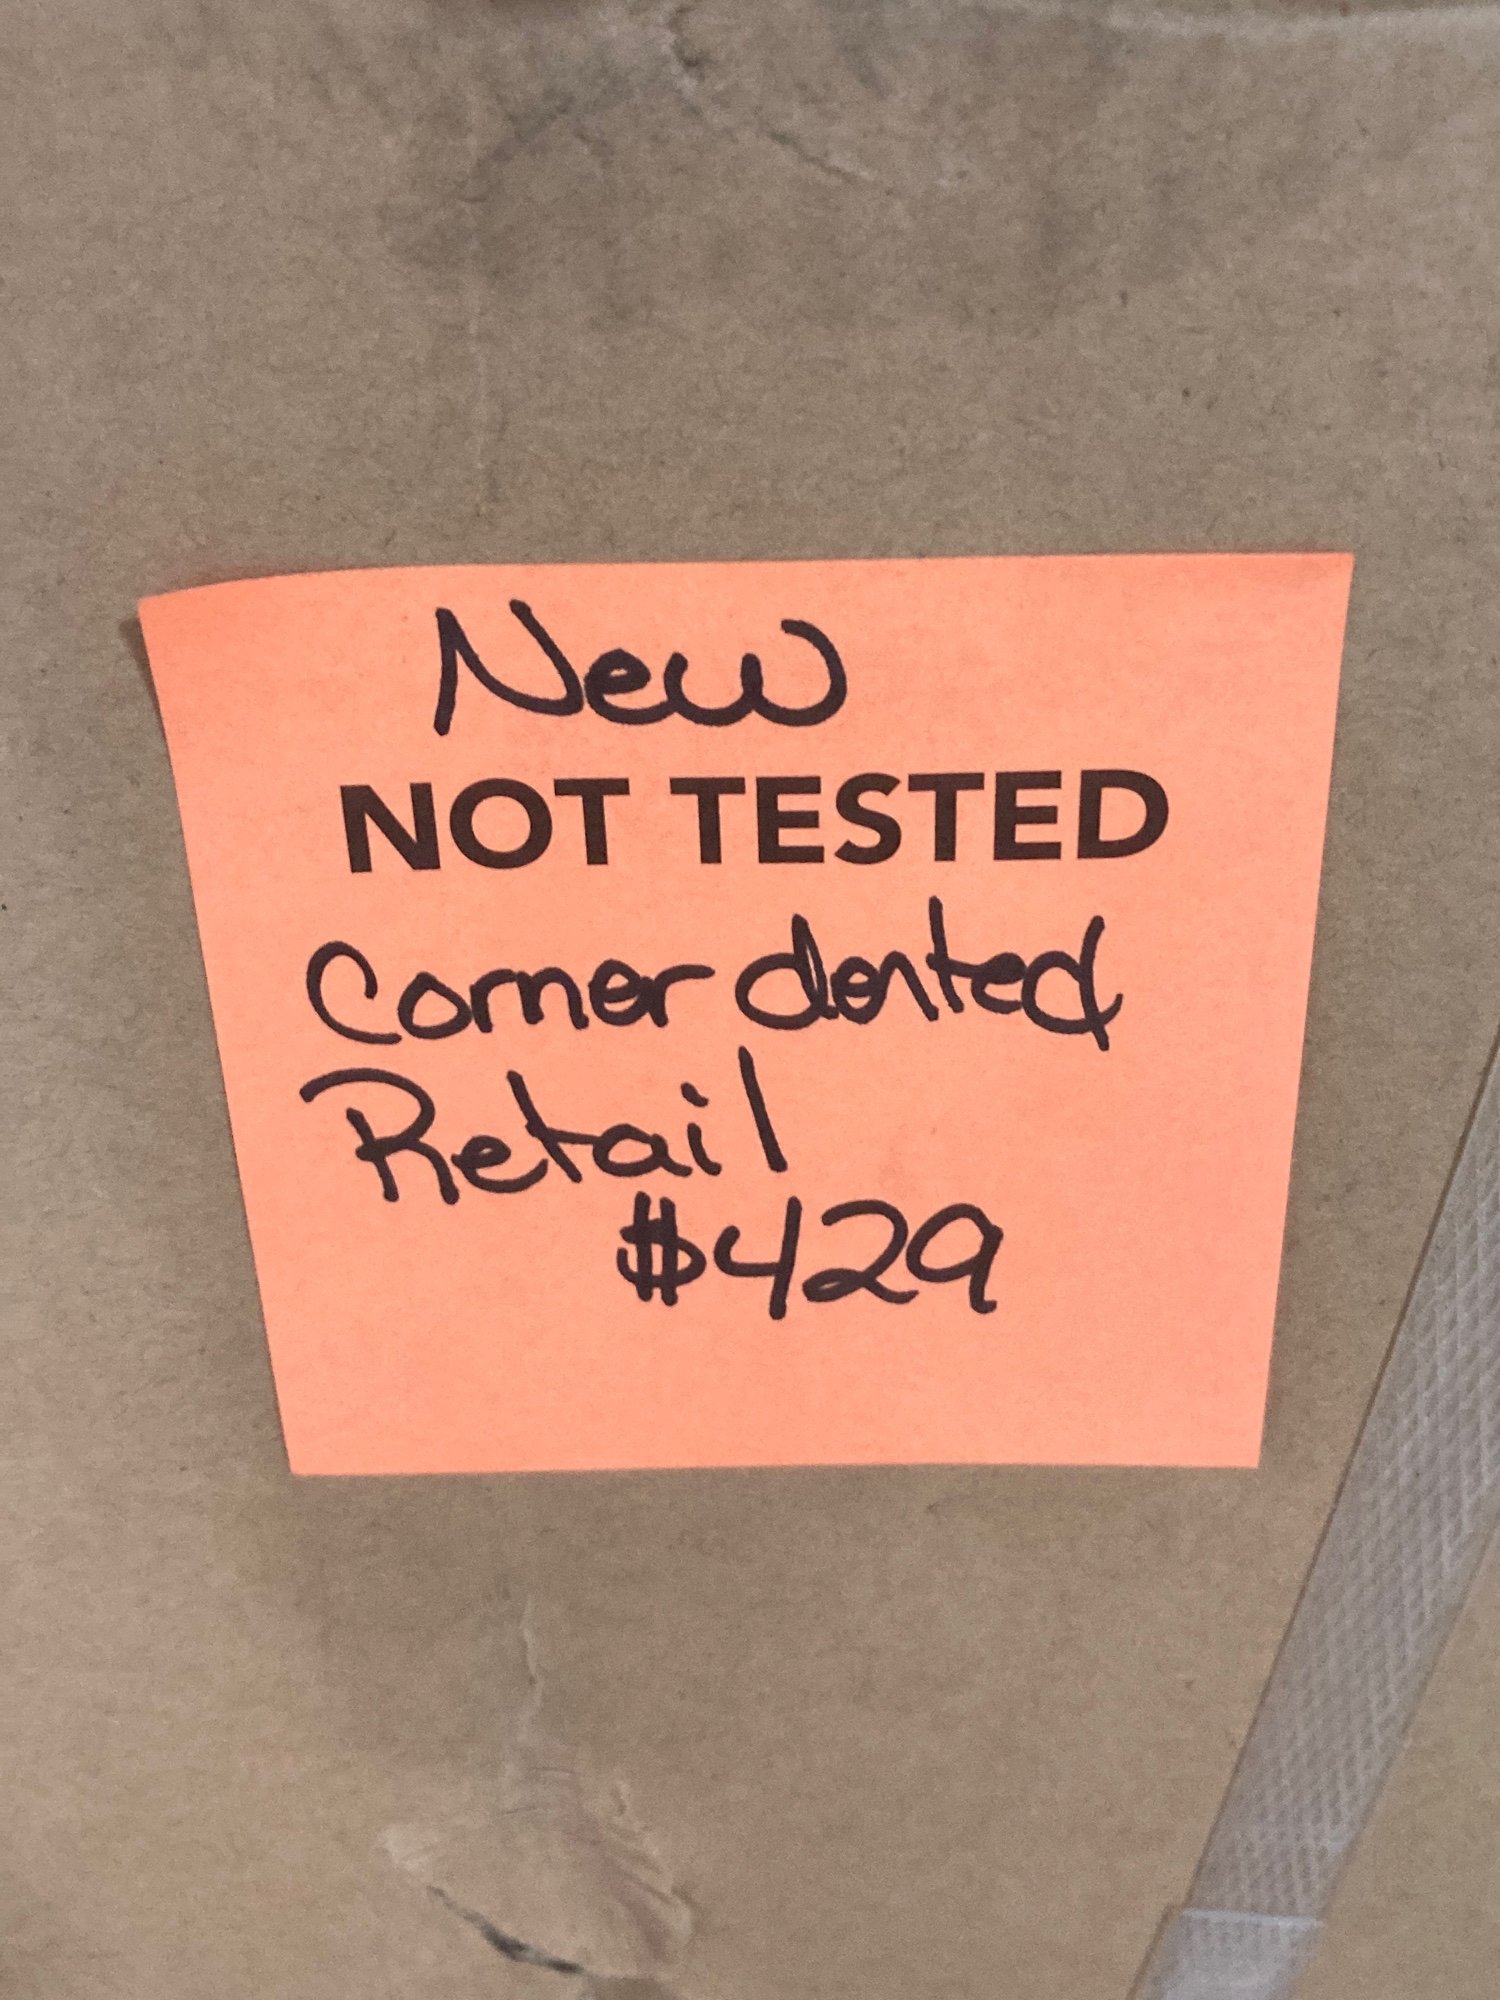 New
NOT TESTED
Corner dented
Retail
$429